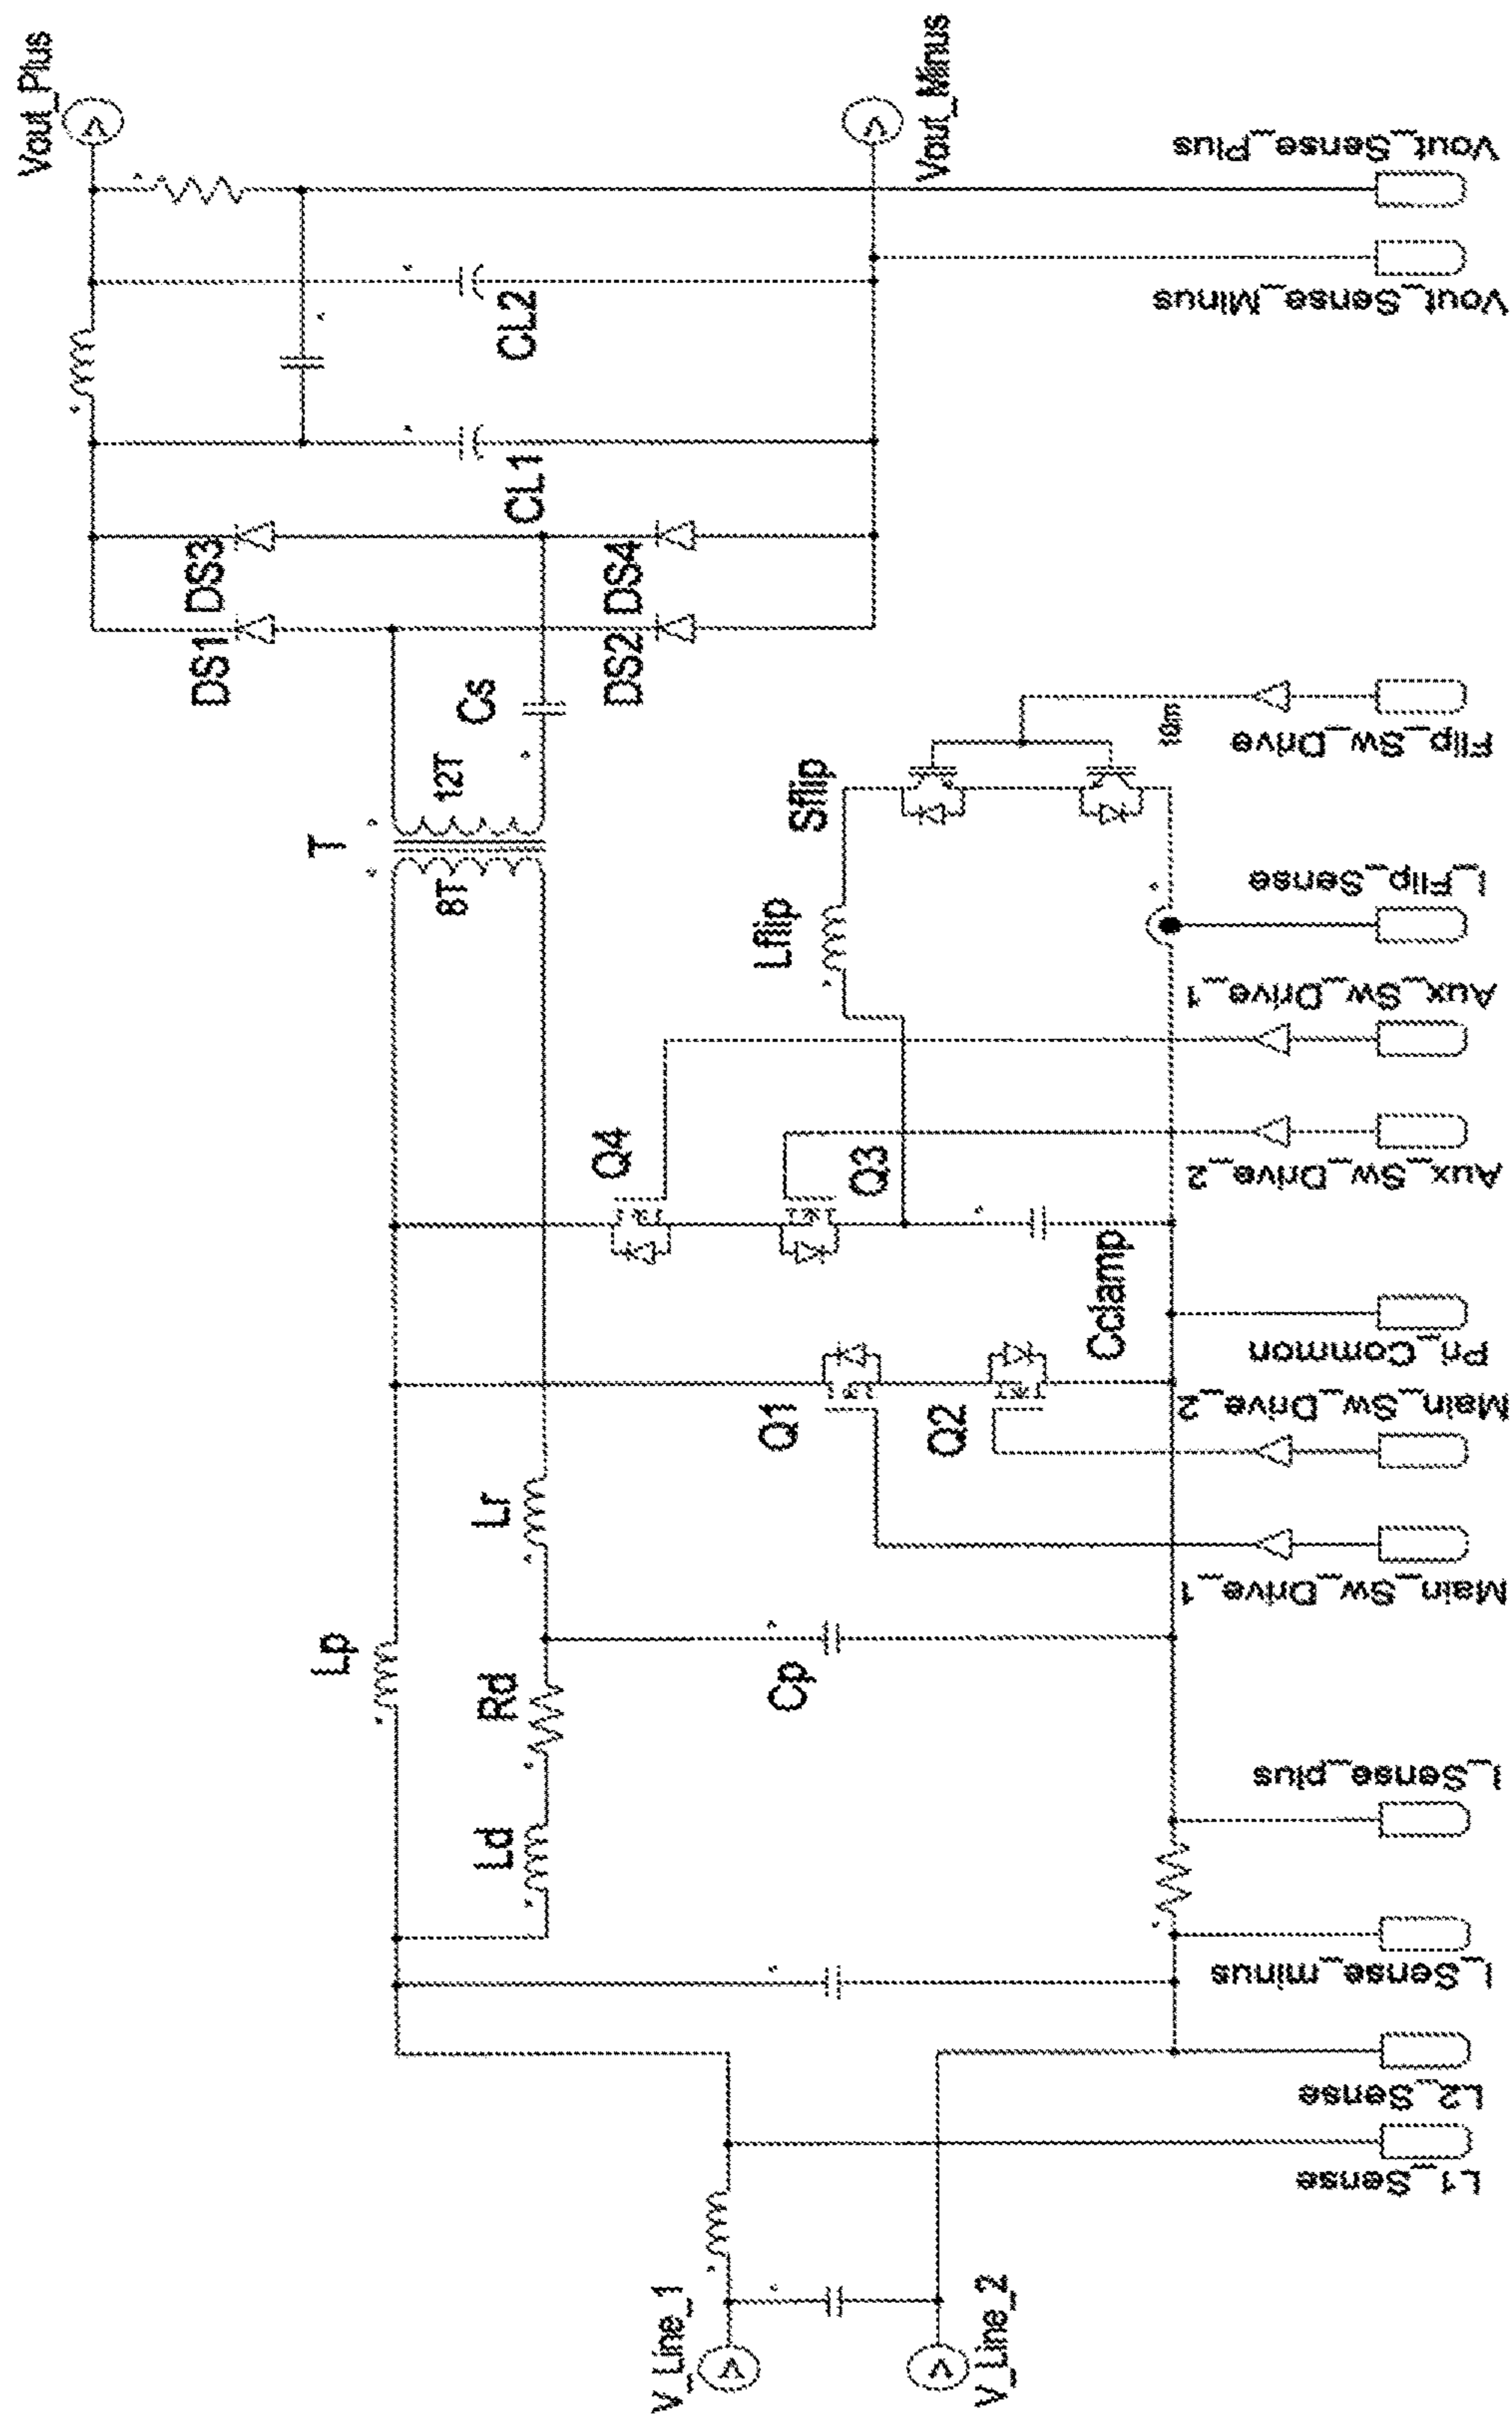 Vout_Plus
Vout_Minus
Vout_Sense_Plus
Vout_Sense_Minus
CL2
CL1
DS3
DS1
DS4
DS2
Cs
12T
T
8T
Sflip
Lflip
10m
Flip_Sw_Drive
I_Flip_Sense
Aux_Sw_Drive_1
Aux_Sw_Drive_2
Q4
Q3
Cclamp
Pri_Common
Q1
Q2
Main_Sw_Drive_2
Main_Sw_Drive_1
Lr
Lp
Rd
Cp
Ld
I_Sense_plus
I_Sense_minus
L2_Sense
L1_Sense
V_Line_1
V_Line_2